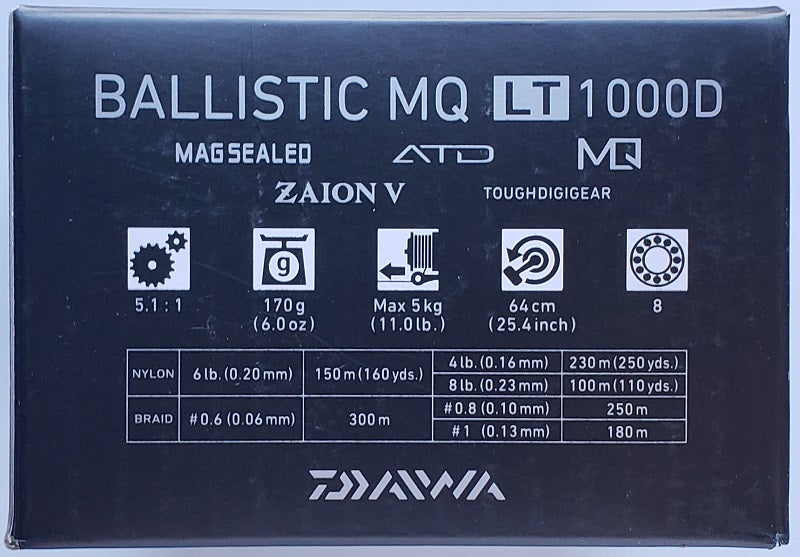 BALLISTIC MQ LT 1000D
MAGSEALED ATD MQ
ZAION V TOUGHDIGIGEAR
g
5.1 : 1 170g Max 5kg 64cm 8
(6.0oz) (11.0lb.) (25.4inch)
NYLON 6lb.(0.20mm) 150m(160yds.) 4lb.(0.16mm) 230m(250yds.)
8lb.(0.23mm) 100m(110yds.)
BRAID #0.6(0.06mm) 300m #0.8(0.10mm) 250m
#1 (0.13mm) 180m
DAIWA